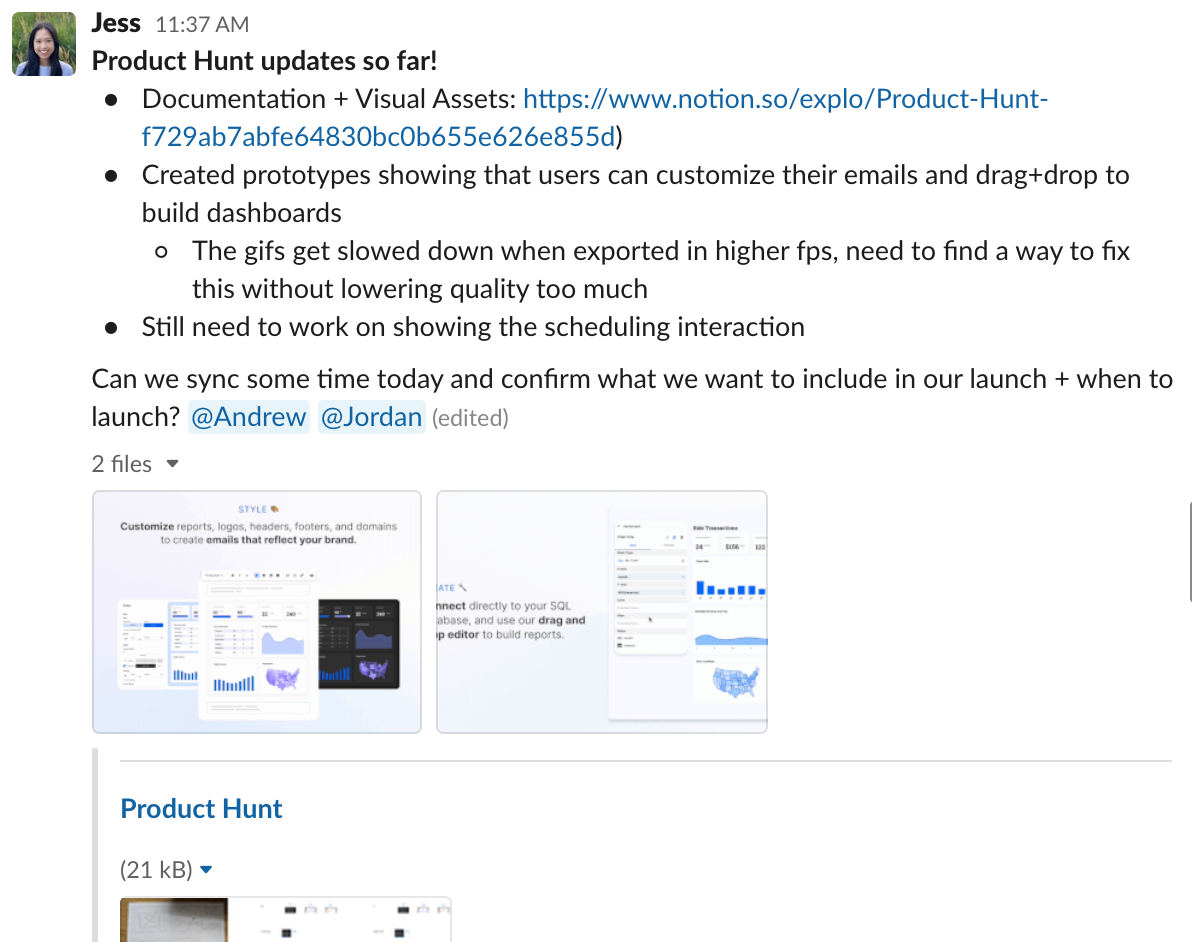 Jess 11:37 AM
Product Hunt updates so far!
● Documentation + Visual Assets: https://www.notion.so/explo/Product-Hunt-
f729ab7abfe64830bc0b655e626e855d)
● Created prototypes showing that users can customize their emails and drag+drop to
build dashboards
○ The gifs get slowed down when exported in higher fps, need to find a way to fix
this without lowering quality too much
● Still need to work on showing the scheduling interaction
Can we sync some time today and confirm what we want to include in our launch + when to
launch? @Andrew @Jordan (edited)
2 files
STYLE
Customize reports, logos, headers, footers, and domains
to create emails that reflect your brand.
ATE
nnect directly to your SQL
abase, and use our drag and
p editor to build reports.
Ride Transactions
24 $156 122
Product Hunt
(21 kB)